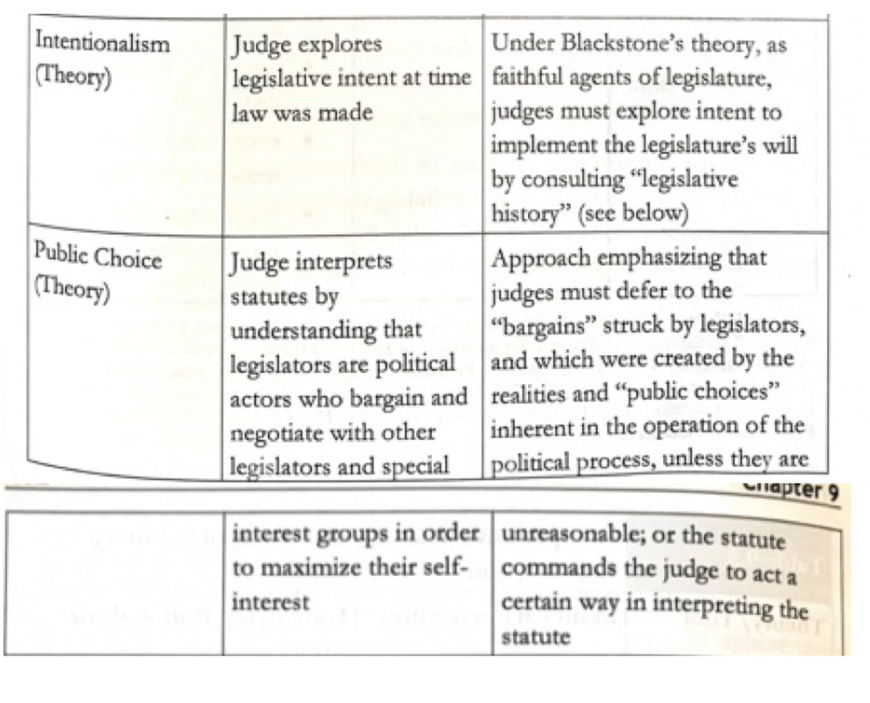 Intentionalism
(Theory)
Judge explores
legislative intent at time
law was made
Under Blackstone's theory, as
faithful agents of legislature,
judges must explore intent to
implement the legislature's will
by consulting "legislative
history" (see below)
Public Choice
(Theory)
Judge interprets
statutes by
understanding that
legislators are political
actors who bargain and
negotiate with other
legislators and special
Approach emphasizing that
judges must defer to the
"bargains" struck by legislators,
and which were created by the
realities and "public choices"
inherent in the operation of the
political process, unless they are
Chapter 9
interest groups in order
to maximize their self-
interest
unreasonable; or the statute
commands the judge to act a
certain way in interpreting the
statute